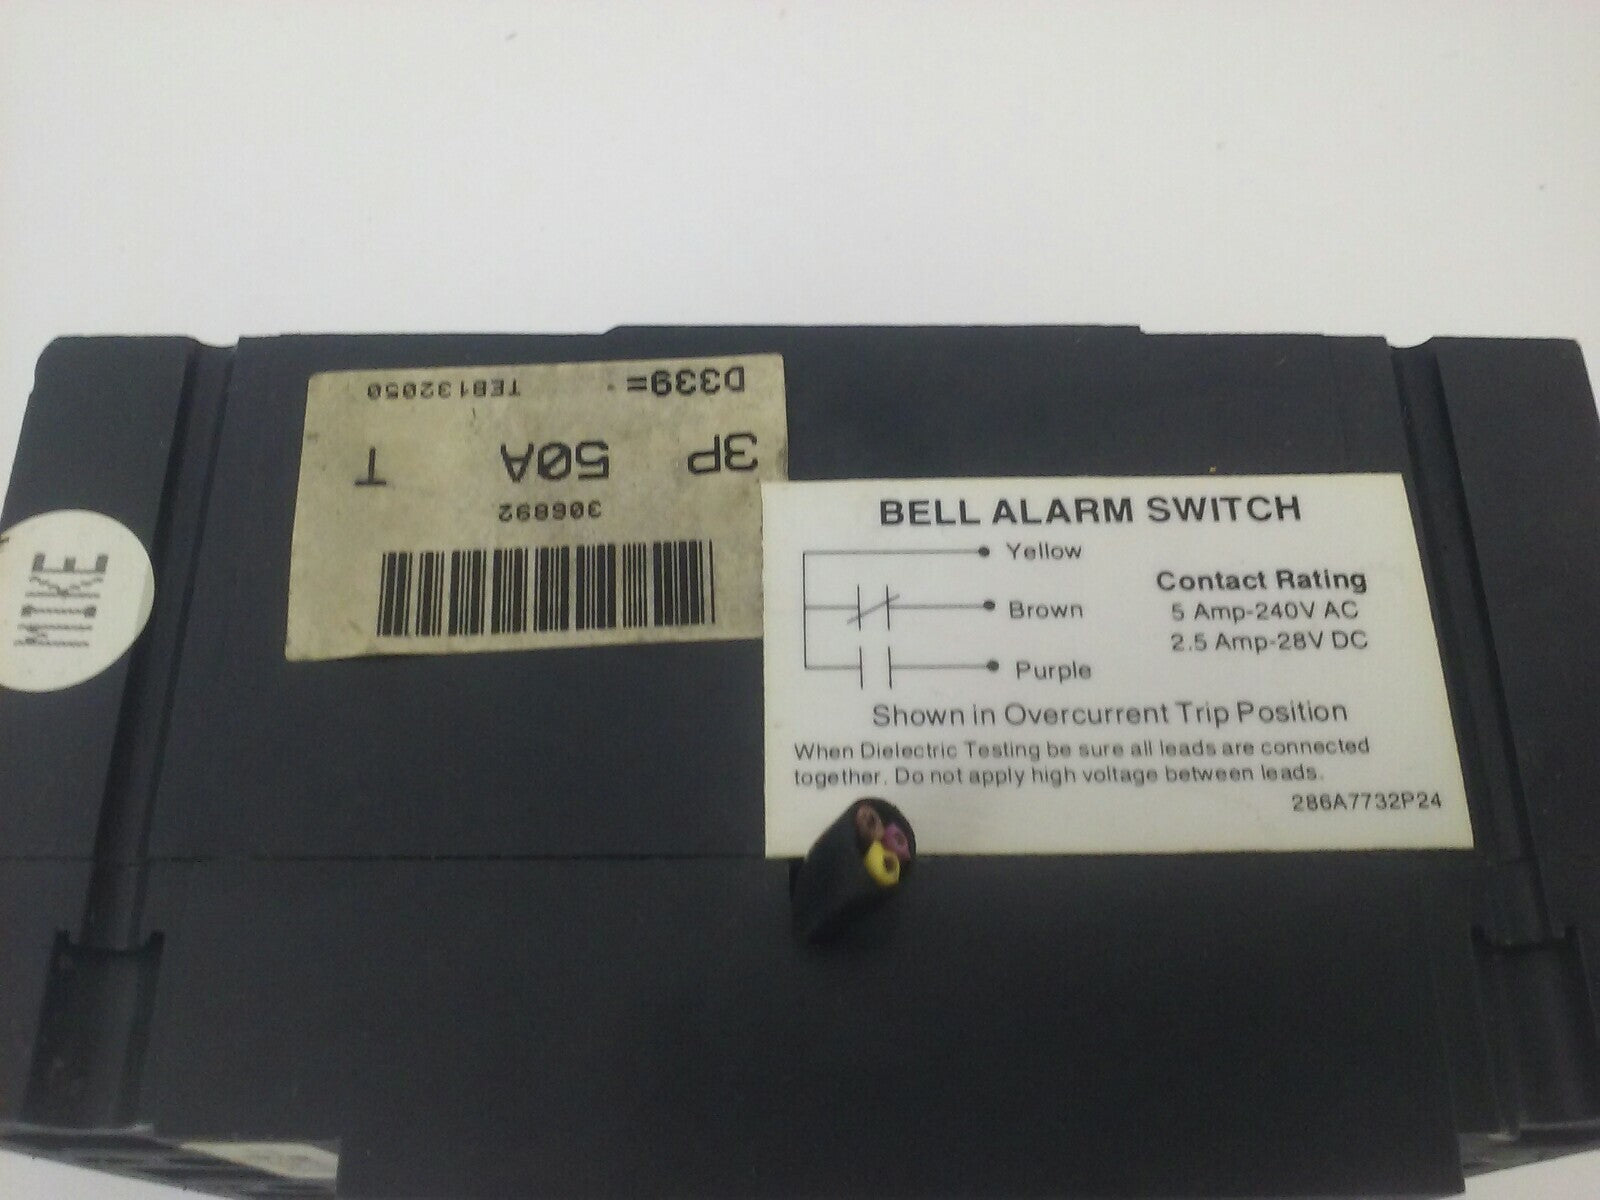 D339= TEB132050
3P 50A T
306892
BELL ALARM SWITCH
Yellow
Contact Rating
Brown 5 Amp-240V AC
2.5 Amp-28V DC
Purple
Shown in Overcurrent Trip Position
When Dielectric Testing be sure all leads are connected
together. Do not apply high voltage between leads.
286A7732P24